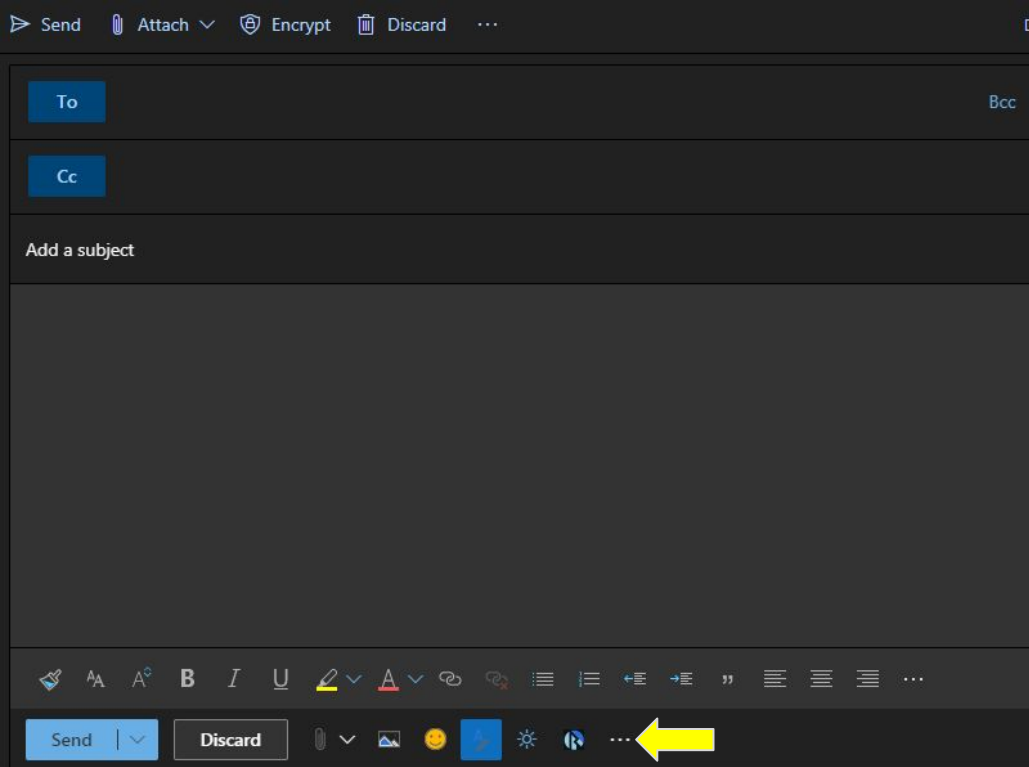 Send Attach Encrypt Discard ...
To Bcc
Cc
Add a subject
B I U A
Send Discard ...